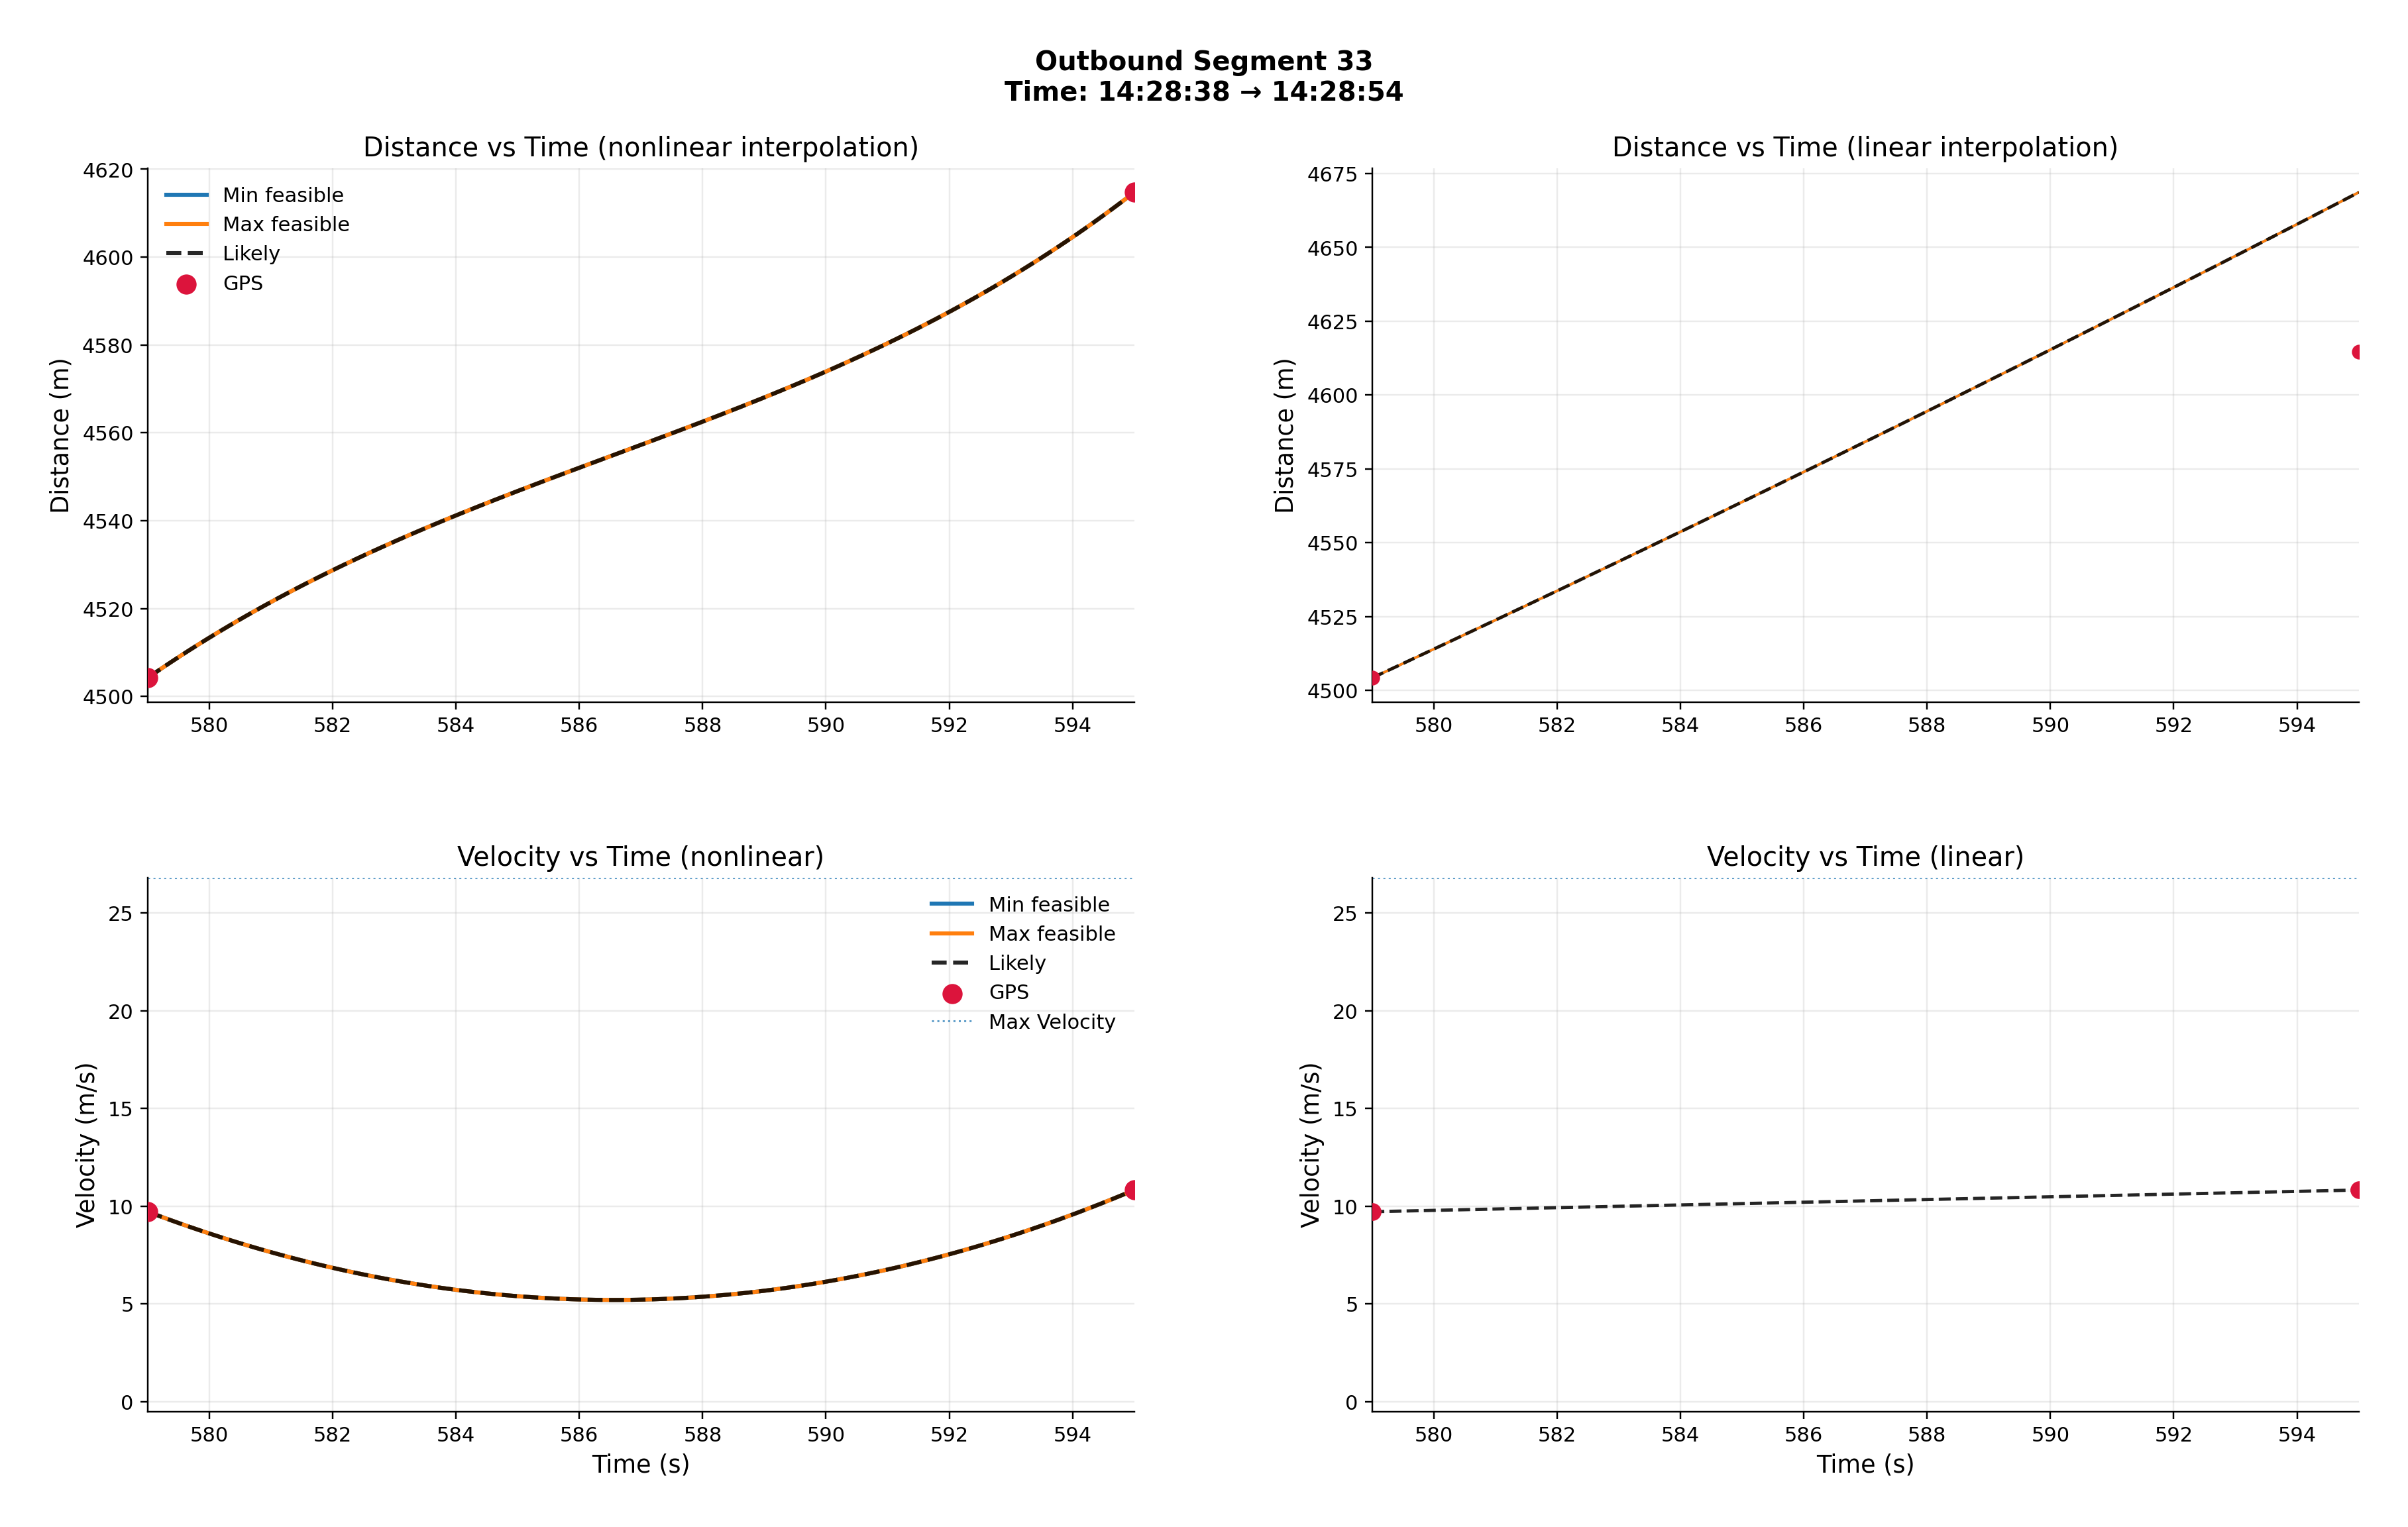 Outbound Segment 33
Time: 14:28:38 → 14:28:54
Distance vs Time (nonlinear interpolation)
Distance (m)
4620
4600
4580
4560
4540
4520
4500
Min feasible
Max feasible
Likely
GPS
580 582 584 586 588 590 592 594
Distance vs Time (linear interpolation)
Distance (m)
4675
4650
4625
4600
4575
4550
4525
4500
580 582 584 586 588 590 592 594
Velocity vs Time (nonlinear)
Velocity (m/s)
25
20
15
10
5
0
Min feasible
Max feasible
Likely
GPS
Max Velocity
580 582 584 586 588 590 592 594
Time (s)
Velocity vs Time (linear)
Velocity (m/s)
25
20
15
10
5
0
580 582 584 586 588 590 592 594
Time (s)